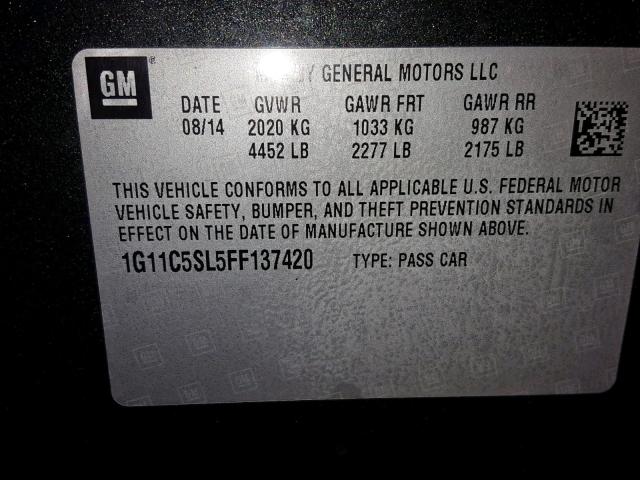 GM
®
GENERAL MOTORS LLC
DATE GVWR GAWR FRT GAWR RR
08/14 2020 KG 1033 KG 987 KG
4452 LB 2277 LB 2175 LB
THIS VEHICLE CONFORMS TO ALL APPLICABLE U.S. FEDERAL MOTOR
VEHICLE SAFETY, BUMPER, AND THEFT PREVENTION STANDARDS IN
EFFECT ON THE DATE OF MANUFACTURE SHOWN ABOVE.
1G11C5SL5FF137420 TYPE: PASS CAR